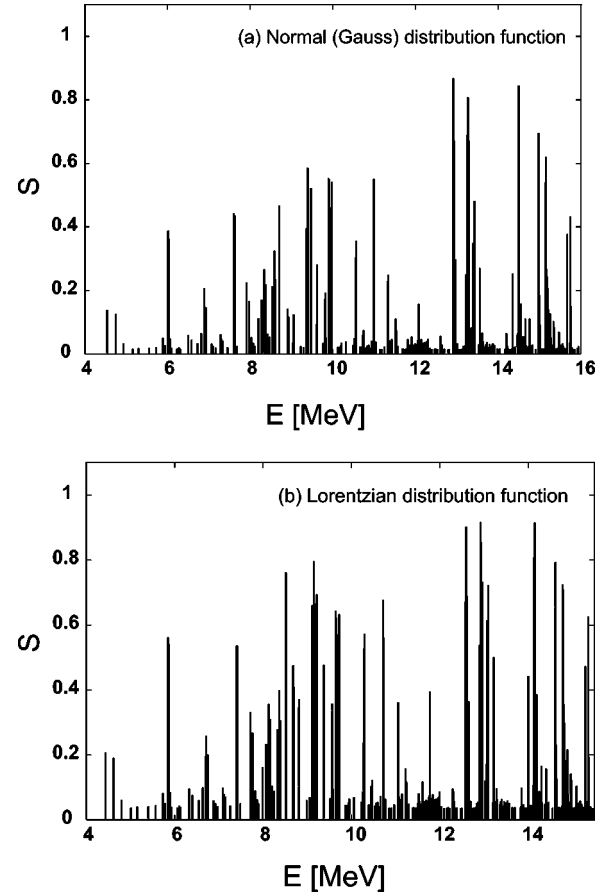 1
(a) Normal (Gauss) distribution function
0.8
0.6
S
0.4
0.2
0
4 6 8 10 12 14 16
E [MeV]
1
(b) Lorentzian distribution function
0.8
0.6
S
0.4
0.2
0
4 6 8 10 12 14
E [MeV]